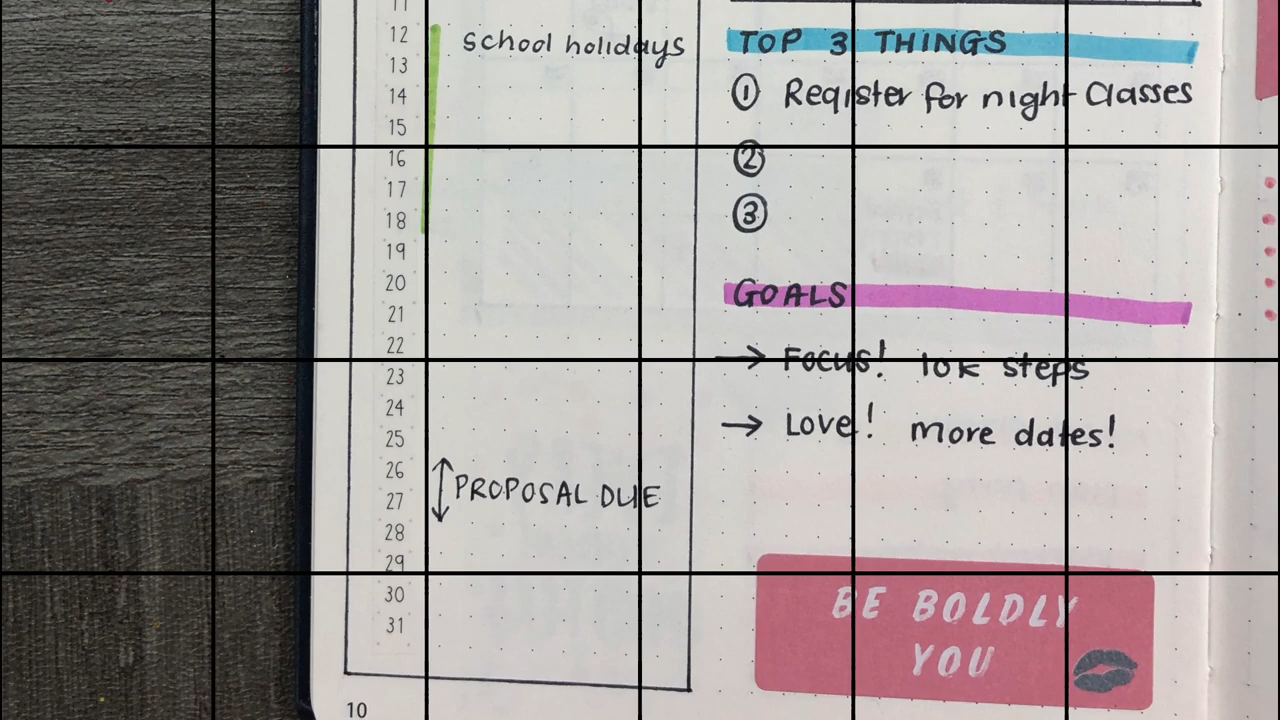 11
12 school holidays
13
14
15
16
17
18
19
20
21
22
23
24
25
26
PROPOSAL DUE
27
28
29
30
31
10
TOP 3 THINGS
① Register for night classes
②
③
GOALS
→ Focus! 10K steps
→ Love! more dates!
BE BOLDLY
YOU